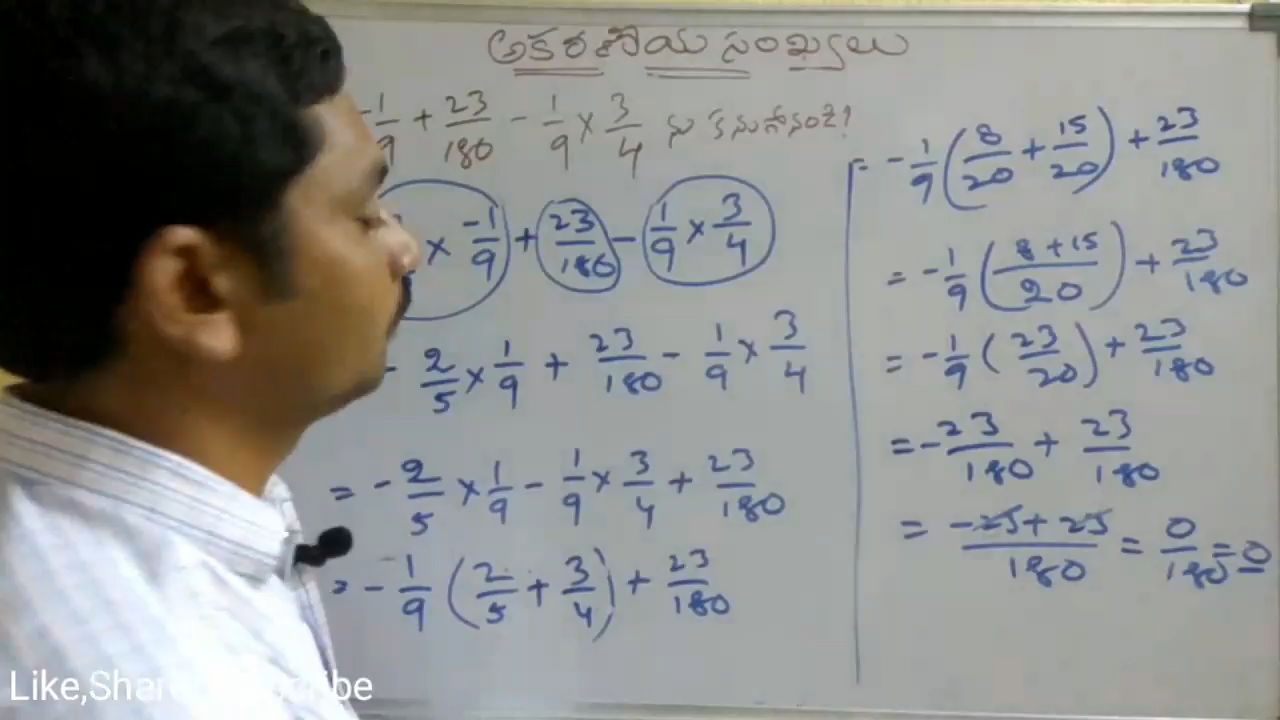 అకరణీయ సంఖ్యలు
-1/9 + 23/180 - 1/9 × 3/4 ను కనుగొనండి?
× -1/9 + 23/180 - 1/9 × 3/4
- 2/5 × 1/9 + 23/180 - 1/9 × 3/4
= - 2/5 × 1/9 - 1/9 × 3/4 + 23/180
= - 1/9 (2/5 + 3/4) + 23/180
= - 1/9 (8/20 + 15/20) + 23/180
= - 1/9 ((8+15)/20) + 23/180
= - 1/9 (23/20) + 23/180
= - 23/180 + 23/180
= (-23+23)/180 = 0/180 = 0
Like,Share